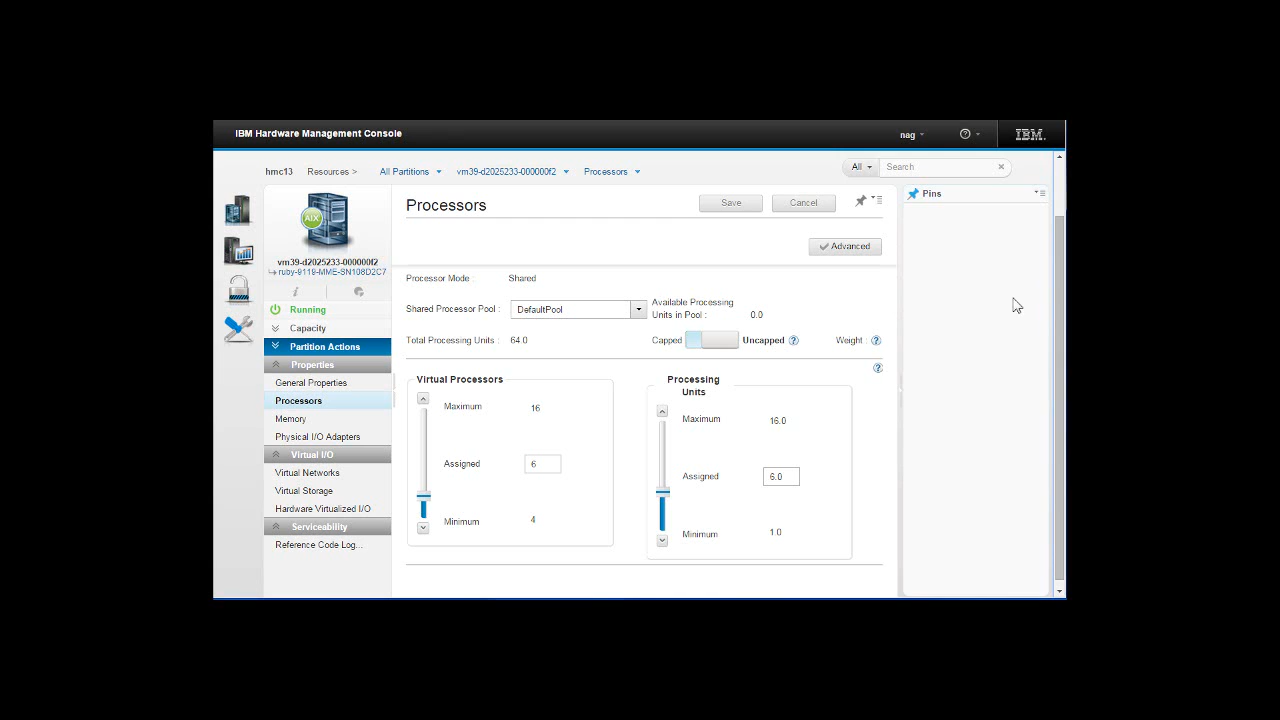 IBM Hardware Management Console
nag
IBM
hmc13 Resources > All Partitions vm39-d2025233-000000f2 Processors
All Search
AIX
vm39-d2025233-000000f2
ruby-9119-MME-SN108D2C7
Running
Capacity
Partition Actions
Properties
General Properties
Processors
Memory
Physical I/O Adapters
Virtual I/O
Virtual Networks
Virtual Storage
Hardware Virtualized I/O
Serviceability
Reference Code Log...
Processors
Save Cancel
Advanced
Processor Mode : Shared
Shared Processor Pool : DefaultPool
Available Processing
Units in Pool : 0.0
Total Processing Units : 64.0
Capped Uncapped ? Weight : ?
?
Virtual Processors
Maximum 16
Assigned 6
Minimum 4
Processing
Units
Maximum 16.0
Assigned 6.0
Minimum 1.0
Pins